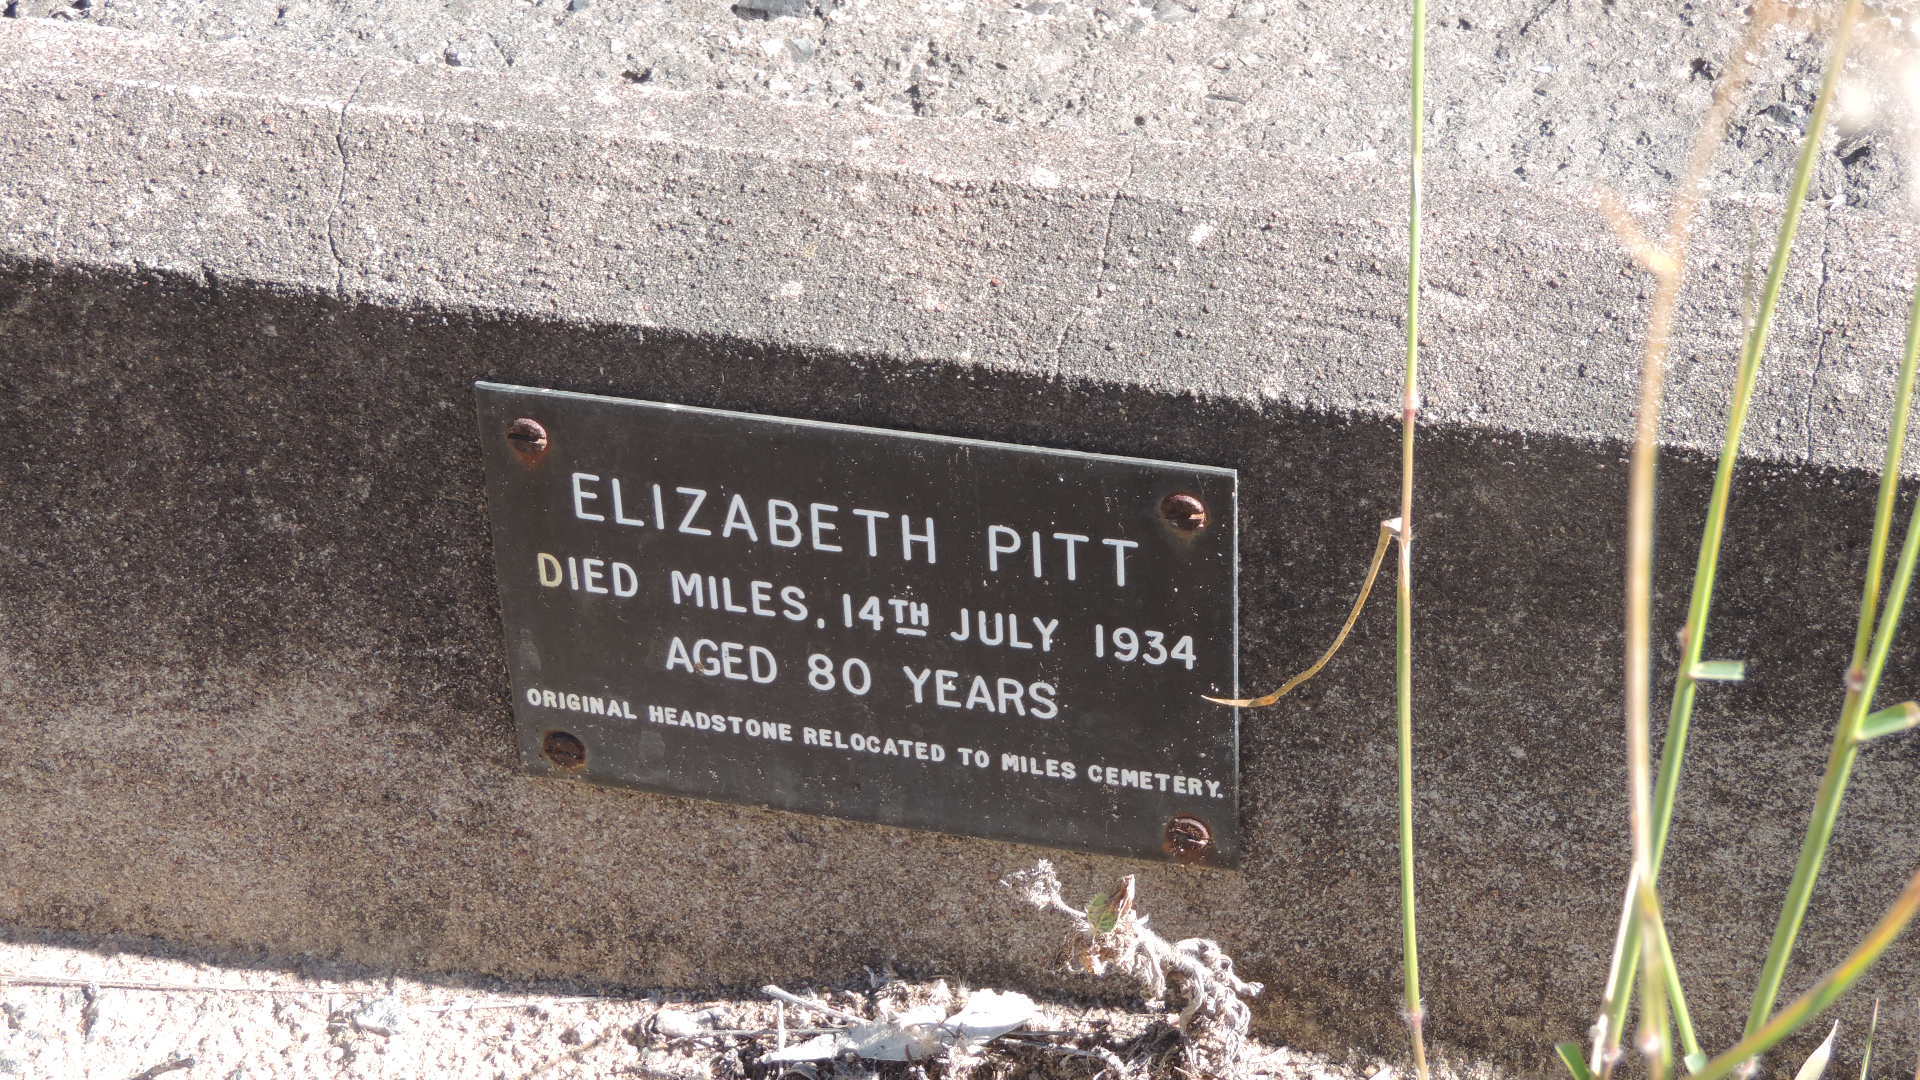 ELIZABETH PITT
DIED MILES, 14TH JULY 1934
AGED 80 YEARS
ORIGINAL HEADSTONE RELOCATED TO MILES CEMETERY.